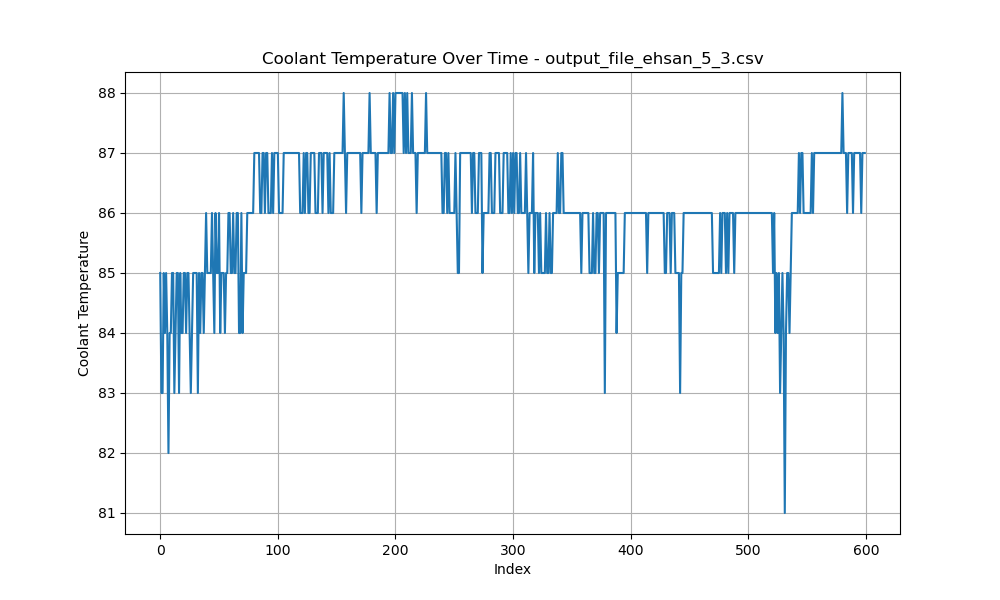 Coolant Temperature Over Time - output_file_ehsan_5_3.csv
88
87
86
85
84
83
82
81
Coolant Temperature
0 100 200 300 400 500 600
Index